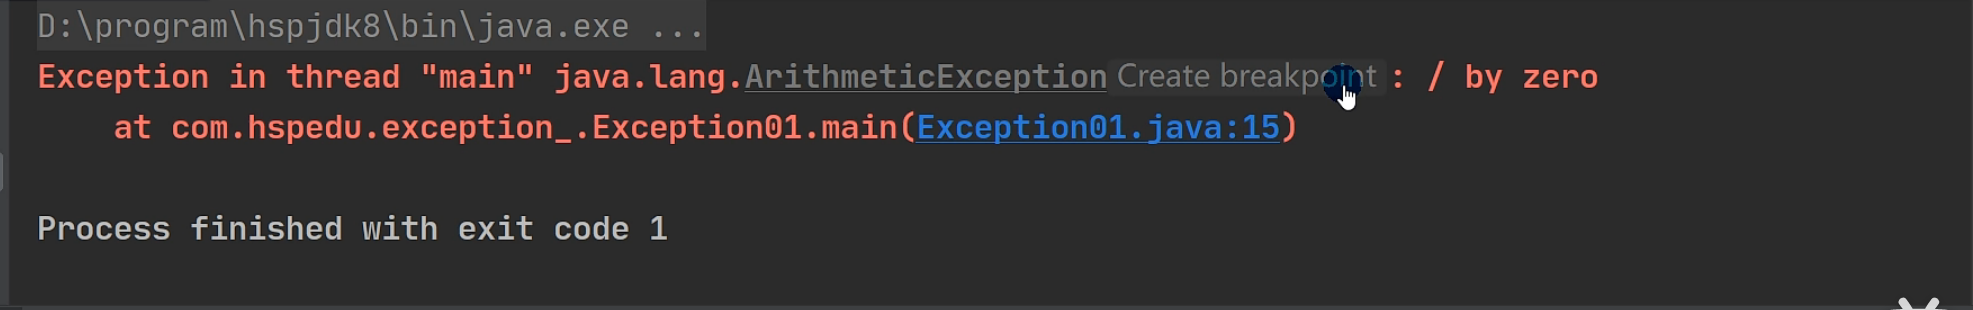 D:\program\hspjdk8\bin\java.exe ...
Exception in thread "main" java.lang.ArithmeticException Create breakpoint : / by zero
at com.hspedu.exception_.Exception01.main(Exception01.java:15)
Process finished with exit code 1